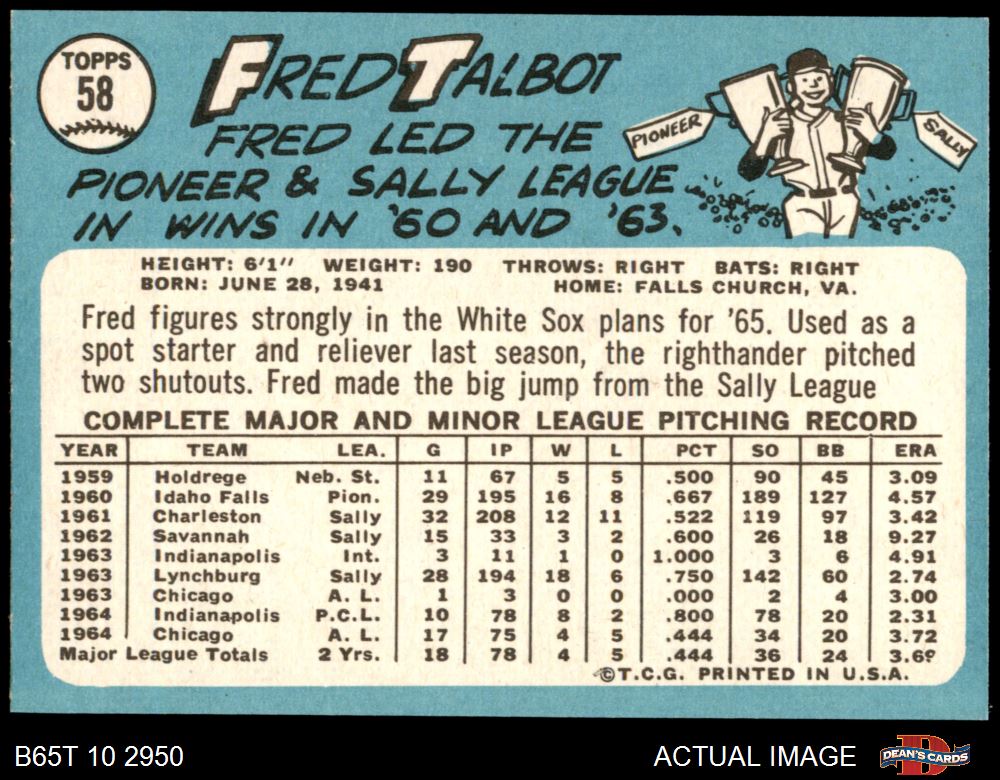 TOPPS
58
FRED TALBOT
FRED LED THE
PIONEER & SALLY LEAGUE
IN WINS IN '60 AND '63.
PIONEER
SALLY
HEIGHT: 6'1" WEIGHT: 190 THROWS: RIGHT BATS: RIGHT
BORN: JUNE 28, 1941 HOME: FALLS CHURCH, VA.
Fred figures strongly in the White Sox plans for '65. Used as a
spot starter and reliever last season, the righthander pitched
two shutouts. Fred made the big jump from the Sally League
COMPLETE MAJOR AND MINOR LEAGUE PITCHING RECORD
YEAR TEAM LEA. G IP W L PCT SO BB ERA
1959 Holdrege Neb. St. 11 67 5 5 .500 90 45 3.09
1960 Idaho Falls Pion. 29 195 16 8 .667 189 127 4.57
1961 Charleston Sally 32 208 12 11 .522 119 97 3.42
1962 Savannah Sally 15 33 3 2 .600 26 18 9.27
1963 Indianapolis Int. 3 11 1 0 1.000 3 6 4.91
1963 Lynchburg Sally 28 194 18 6 .750 142 60 2.74
1963 Chicago A. L. 1 3 0 0 .000 2 4 3.00
1964 Indianapolis P.C.L. 10 78 8 2 .800 78 20 2.31
1964 Chicago A. L. 17 75 4 5 .444 34 20 3.72
Major League Totals 2 Yrs. 18 78 4 5 .444 36 24 3.69
©T.C.G. PRINTED IN U.S.A.
B65T 10 2950 ACTUAL IMAGE
DEAN'S CARDS